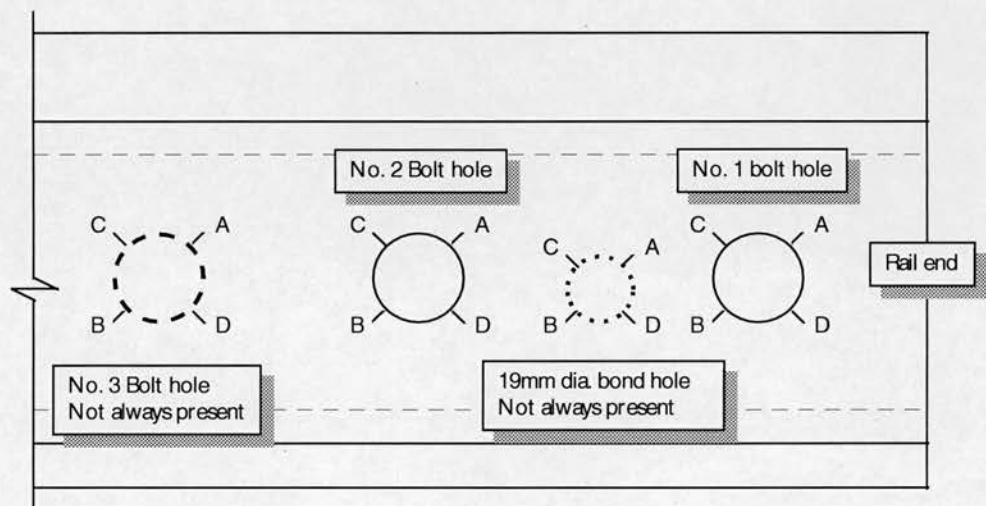 No. 2 Bolt hole
No. 1 bolt hole
C A
C A
C A
C A
Rail end
B D
B D
B D
B D
No. 3 Bolt hole
Not always present
19mm dia. bond hole
Not always present